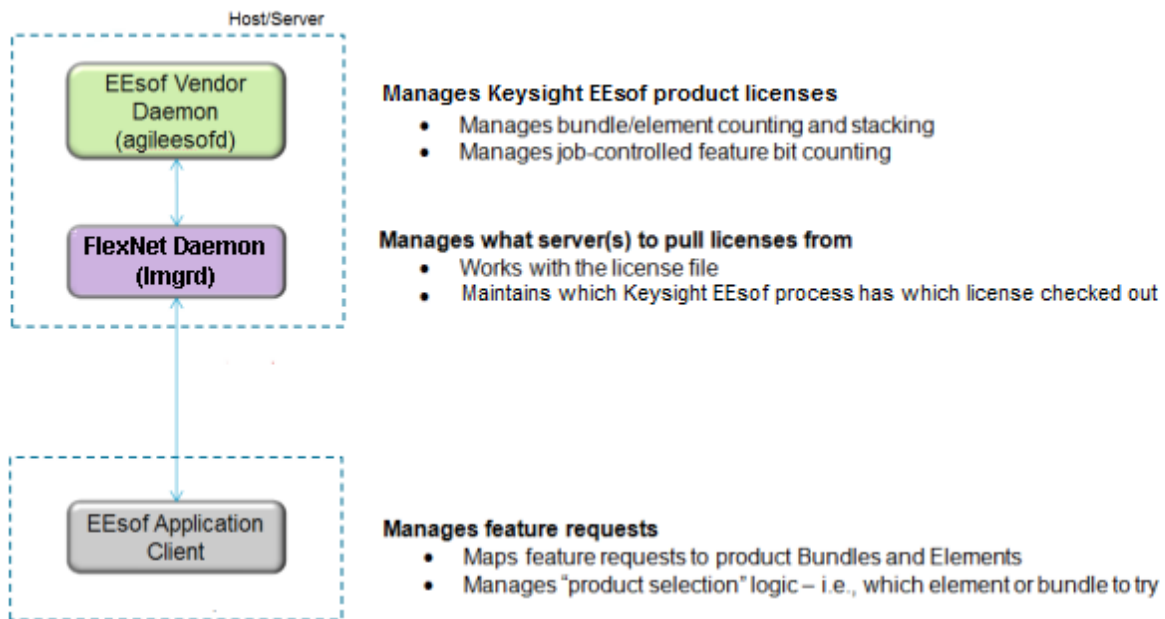 Host/Server
EEsof Vendor
Daemon
(agileesofd)
Manages Keysight EEsof product licenses
• Manages bundle/element counting and stacking
• Manages job-controlled feature bit counting
FlexNet Daemon
(lmgrd)
Manages what server(s) to pull licenses from
• Works with the license file
• Maintains which Keysight EEsof process has which license checked out
EEsof Application
Client
Manages feature requests
• Maps feature requests to product Bundles and Elements
• Manages “product selection” logic – i.e., which element or bundle to try